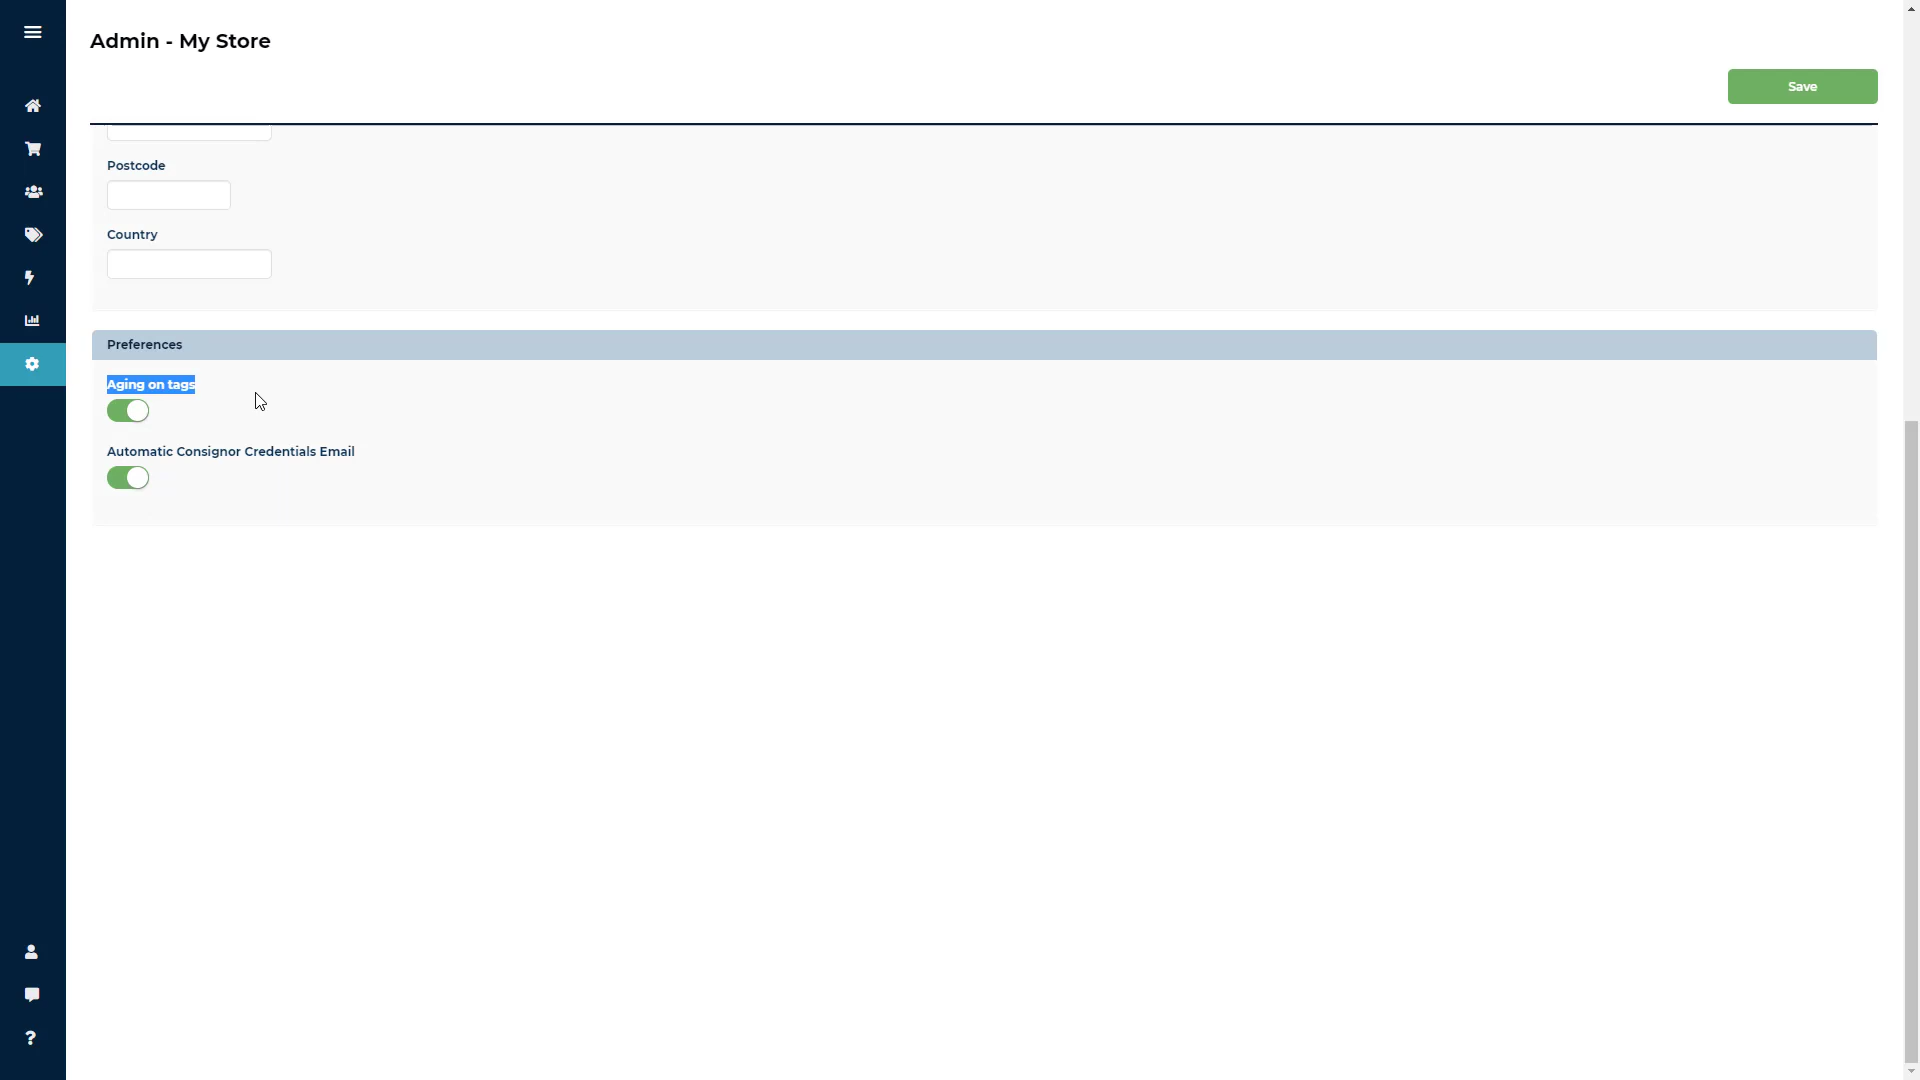 Admin - My Store
Save
Postcode
Country
Preferences
Aging on tags
Automatic Consignor Credentials Email